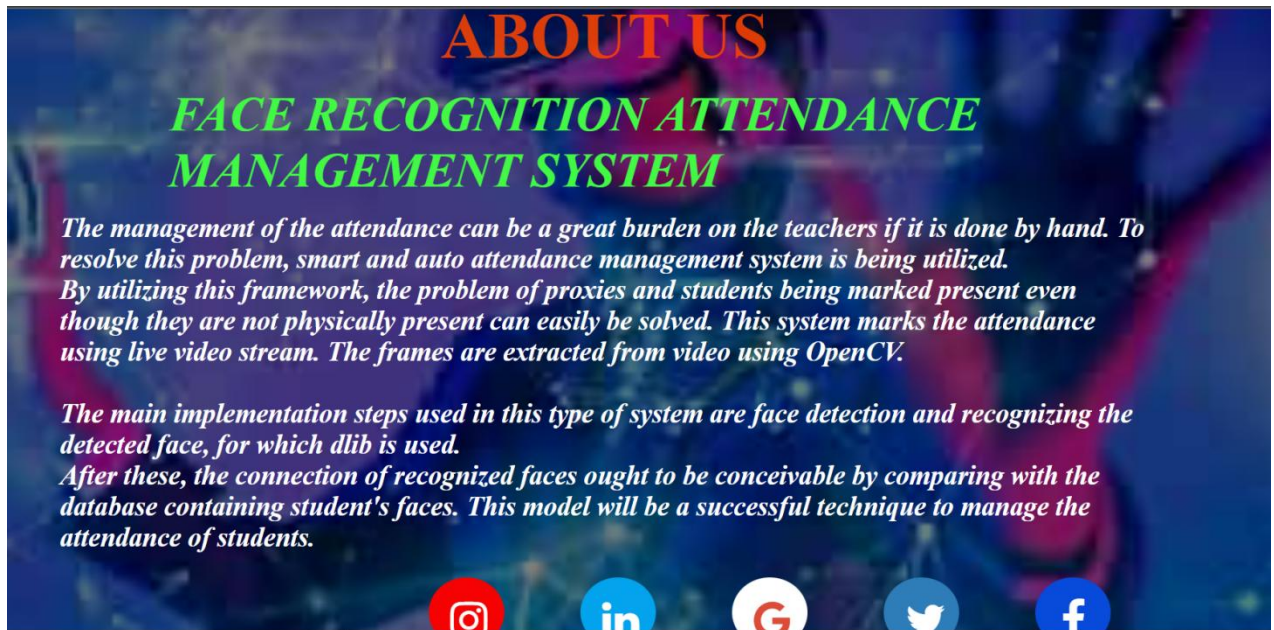 ABOUT US
FACE RECOGNITION ATTENDANCE
MANAGEMENT SYSTEM
The management of the attendance can be a great burden on the teachers if it is done by hand. To
resolve this problem, smart and auto attendance management system is being utilized.
By utilizing this framework, the problem of proxies and students being marked present even
though they are not physically present can easily be solved. This system marks the attendance
using live video stream. The frames are extracted from video using OpenCV.
The main implementation steps used in this type of system are face detection and recognizing the
detected face, for which dlib is used.
After these, the connection of recognized faces ought to be conceivable by comparing with the
database containing student's faces. This model will be a successful technique to manage the
attendance of students.
in G f